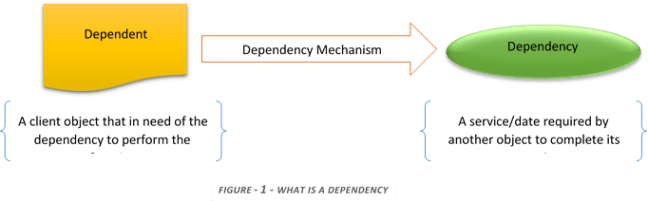 Dependent
Dependency Mechanism
Dependency
A client object that in need of the
dependency to perform the
A service/date required by
another object to complete its
FIGURE - 1 - WHAT IS A DEPENDENCY